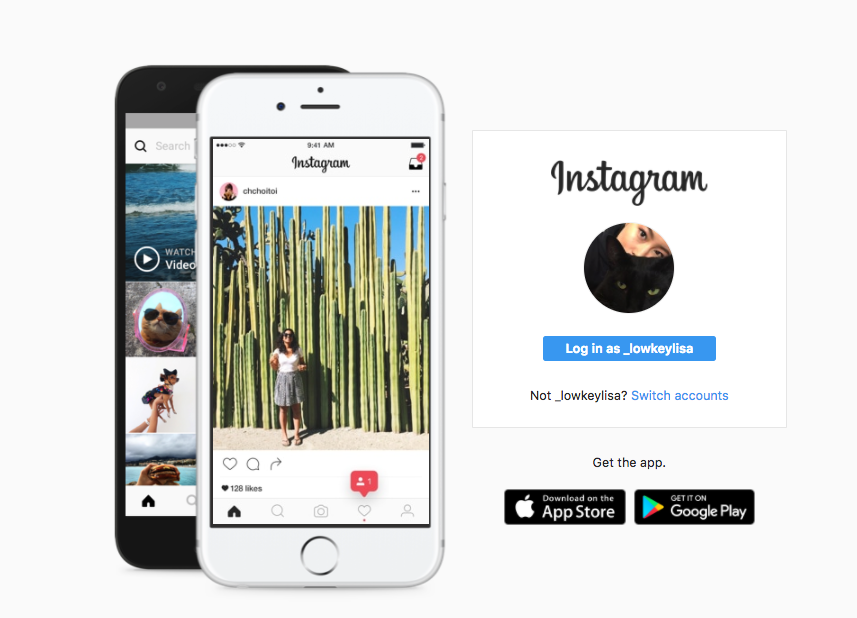 Search
WATCH
Video
9:41 AM
Instagram
2
chchoitoi
128 likes
1
Instagram
Log in as _lowkeylisa
Not _lowkeylisa? Switch accounts
Get the app.
Download on the
App Store
GET IT ON
Google Play